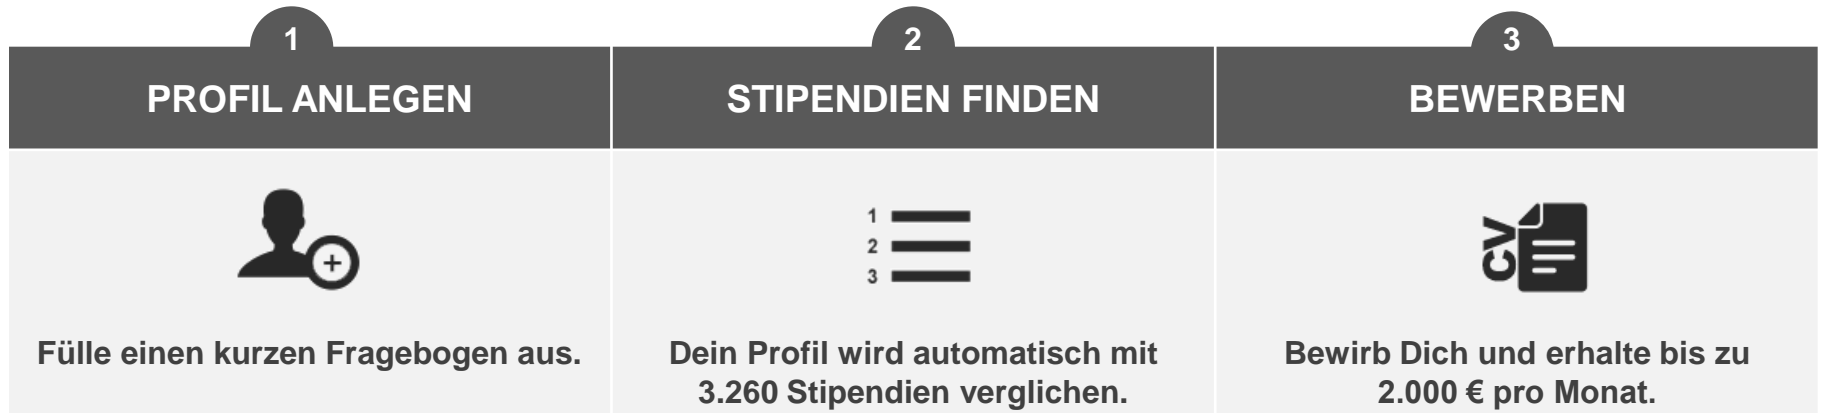 1
PROFIL ANLEGEN
Fülle einen kurzen Fragebogen aus.
2
STIPENDIEN FINDEN
1
2
3
Dein Profil wird automatisch mit
3.260 Stipendien verglichen.
3
BEWERBEN
CV
Bewirb Dich und erhalte bis zu
2.000 € pro Monat.